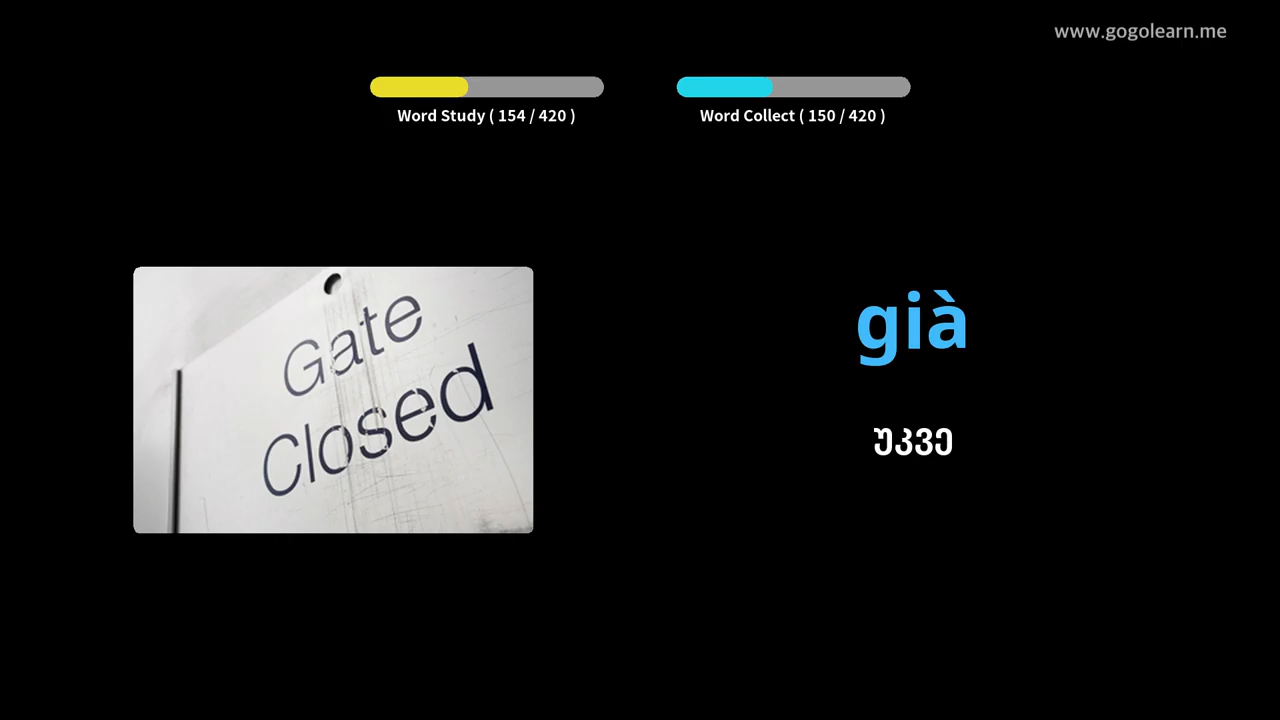 www.gogolearn.me
Word Study ( 154 / 420 )
Word Collect ( 150 / 420 )
Gate
Closed
già
უკვე